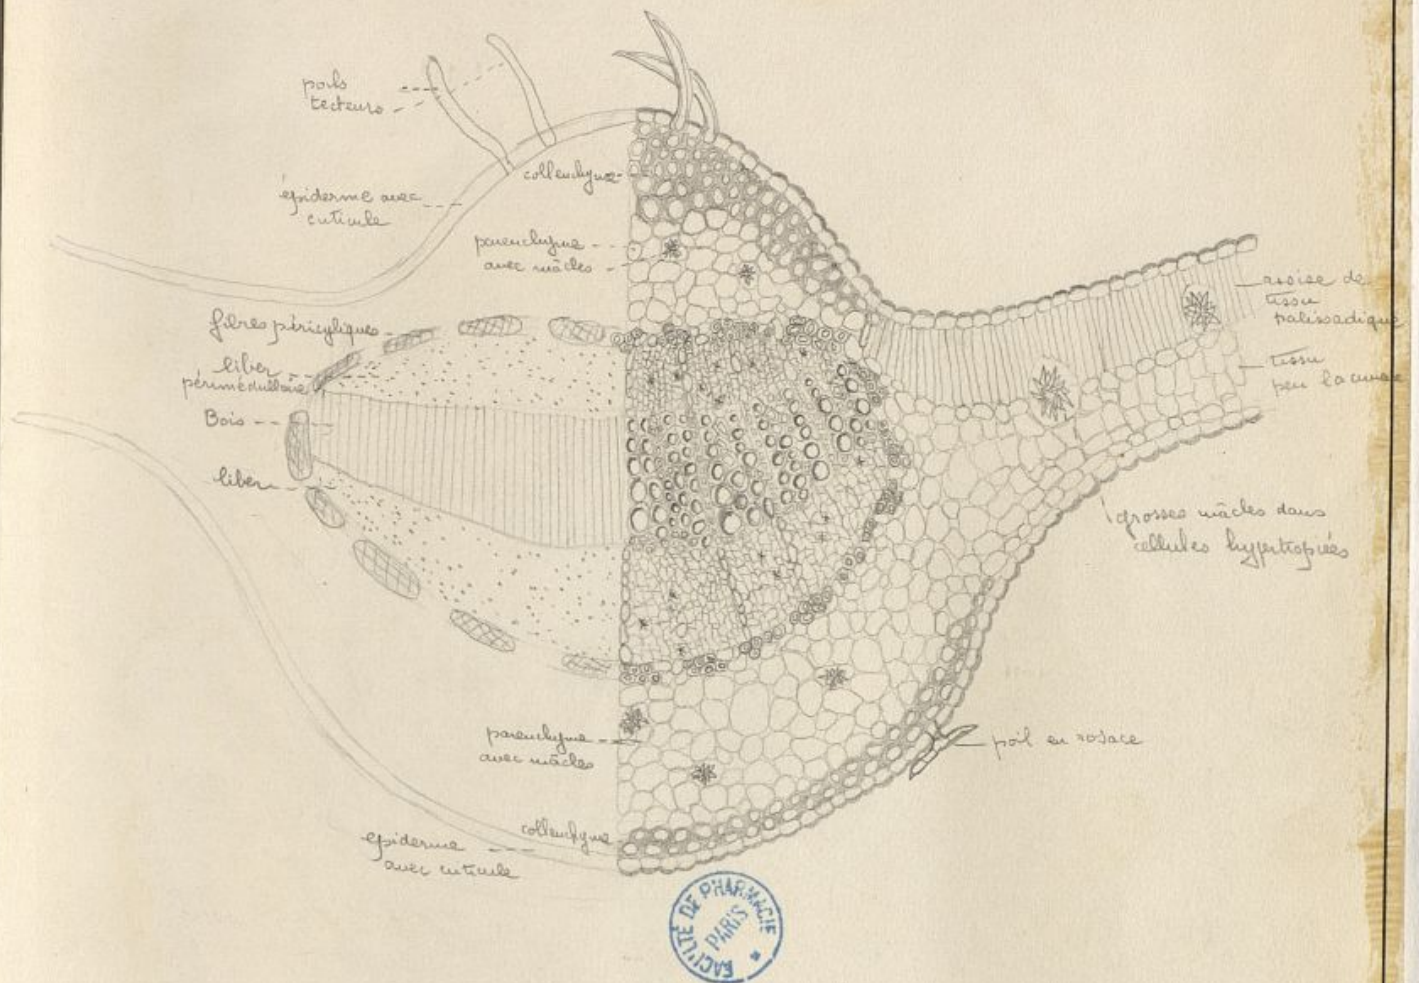 poils
tecteurs
collenchyme
épiderme avec
cuticule
parenchyme
avec mâcles
assise de
tissu
palissadique
fibres péricycliques
liber
périmédullaire
tissu
peu lacuneux
Bois
liber
grosses mâcles dans
cellules hypertrophiées
parenchyme
avec mâcles
poil en rosace
collenchyme
épiderme
avec cuticule
FACULTÉ DE PHARMACIE
PARIS